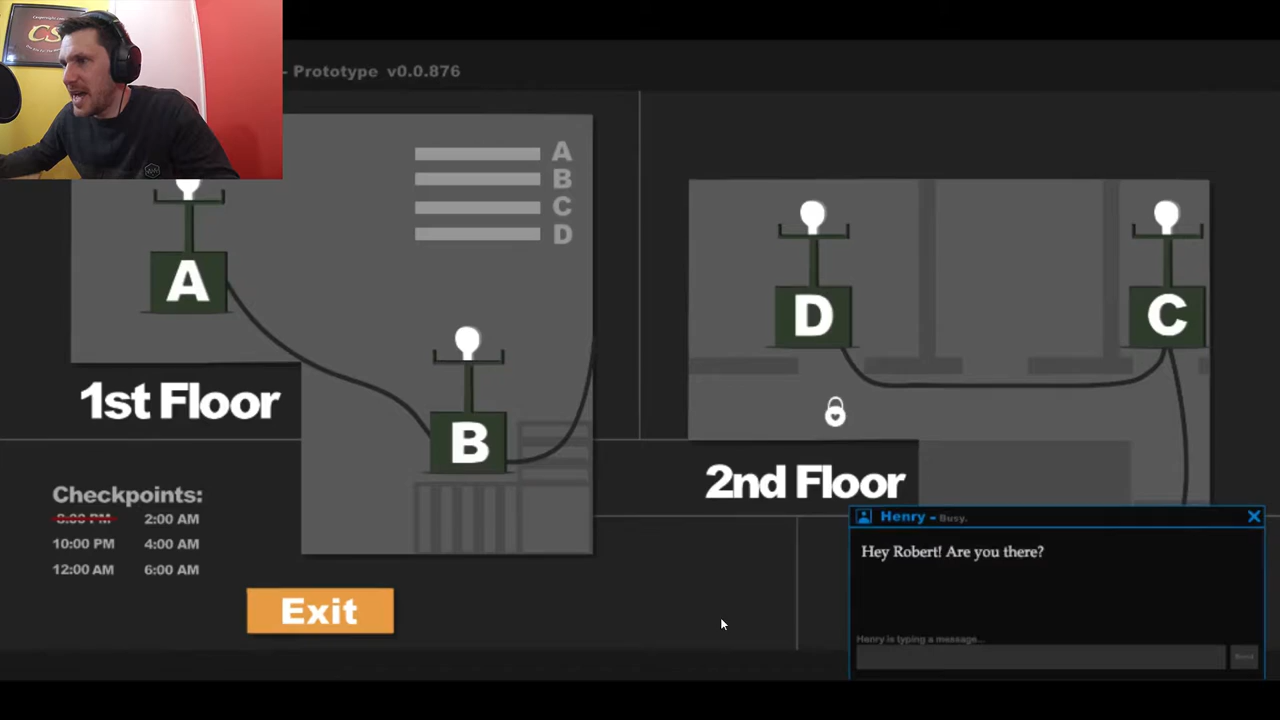 CS
- Prototype v0.0.876
A
B
C
D
A
B
D
C
1st Floor
2nd Floor
Checkpoints:
8:00 PM 2:00 AM
10:00 PM 4:00 AM
12:00 AM 6:00 AM
Exit
Henry - Busy.
Hey Robert! Are you there?
Henry is typing a message...
Send